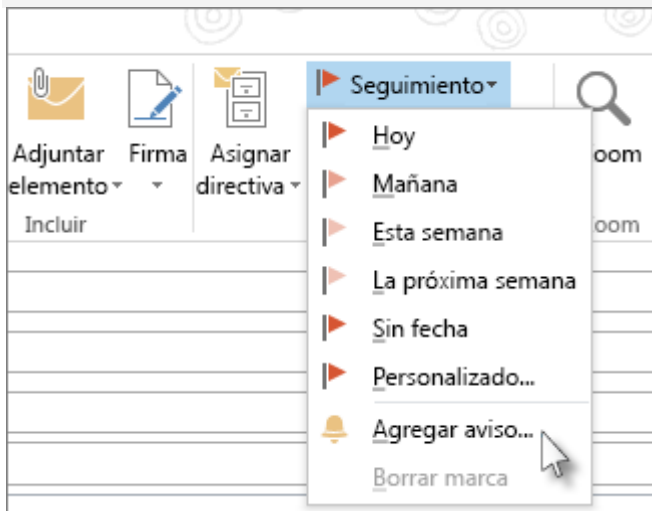 Adjuntar
elemento
Firma
Asignar
directiva
Incluir
Seguimiento
Hoy
Mañana
Esta semana
La próxima semana
Sin fecha
Personalizado...
Agregar aviso...
Borrar marca
oom
oom